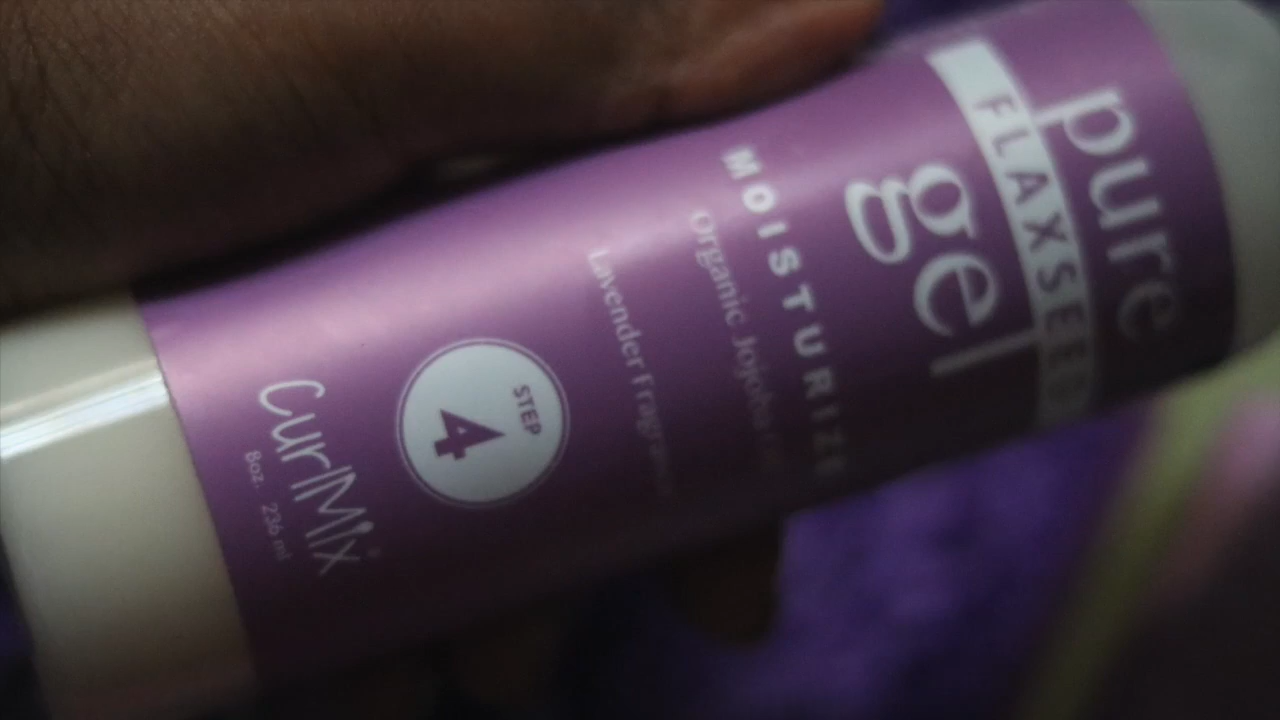 pure
FLAXSEED
gel
MOISTURIZE
Organic Jojoba
Lavender Fragrance
STEP
4
CurlMix
8oz. 236 ml